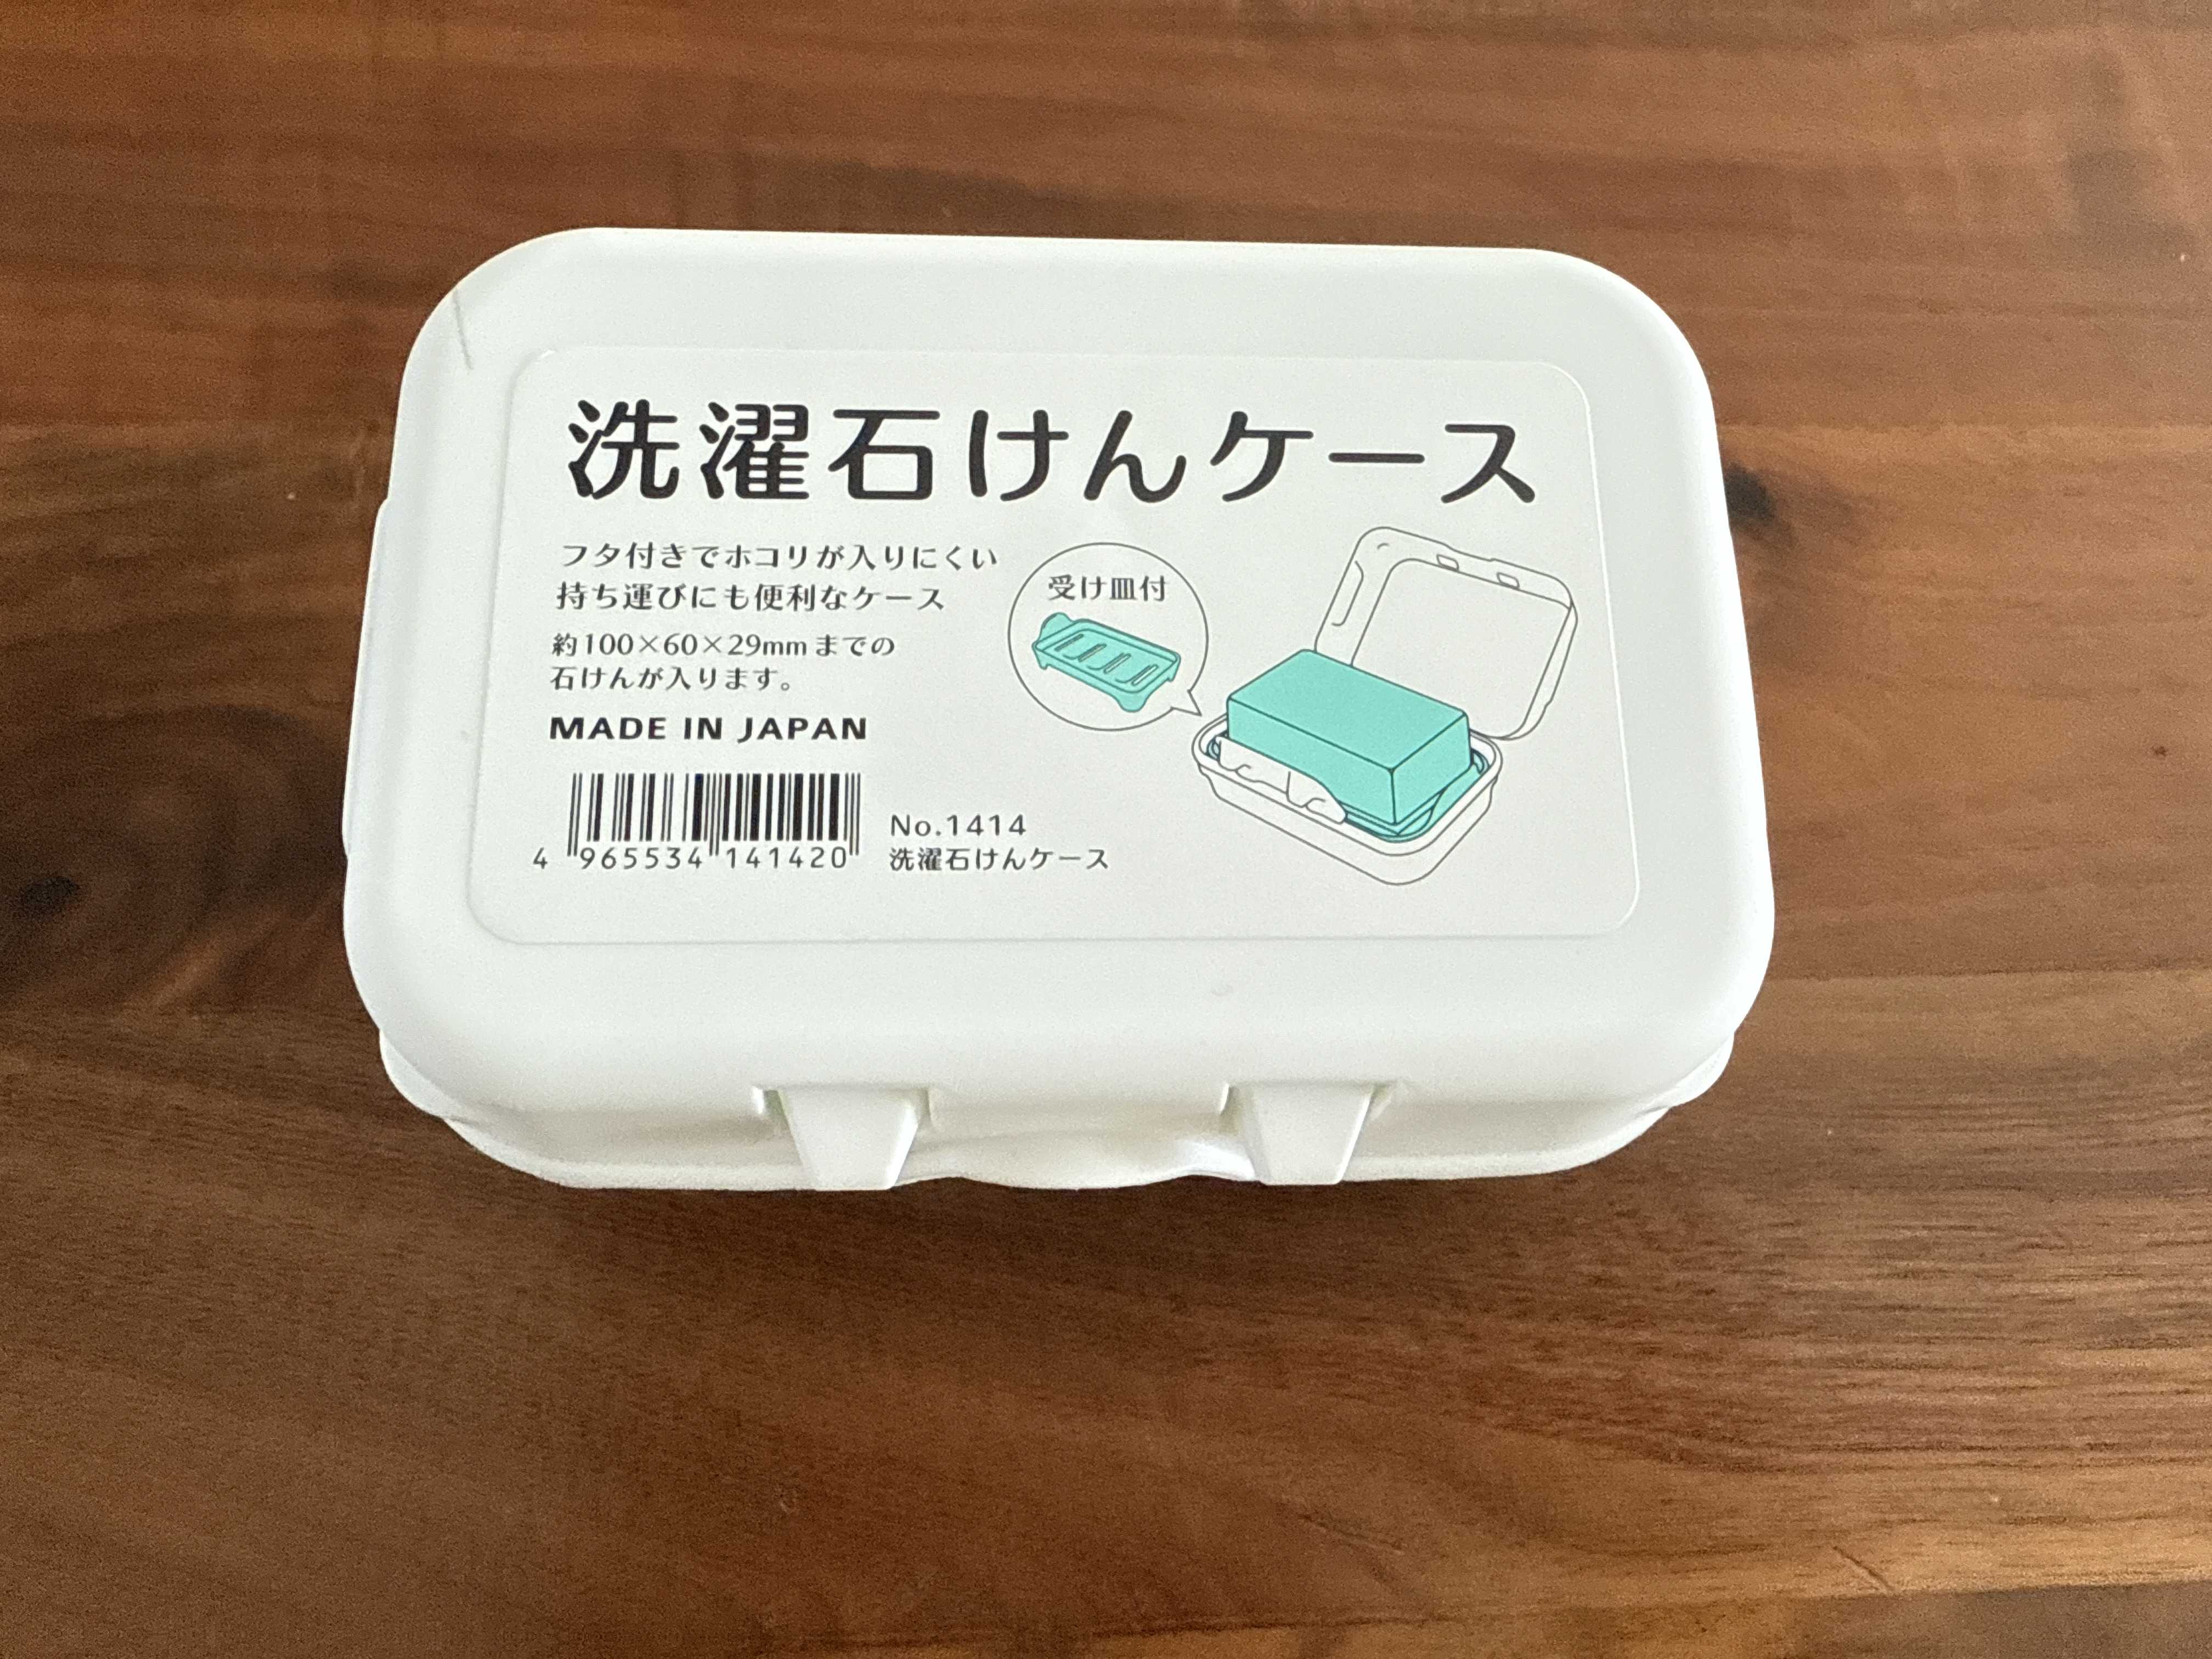 洗濯石けんケース
フタ付きでホコリが入りにくい
持ち運びにも便利なケース
約100×60×29mmまでの
石けんが入ります。
MADE IN JAPAN
受け皿付
4 965534 141420
No.1414
洗濯石けんケース